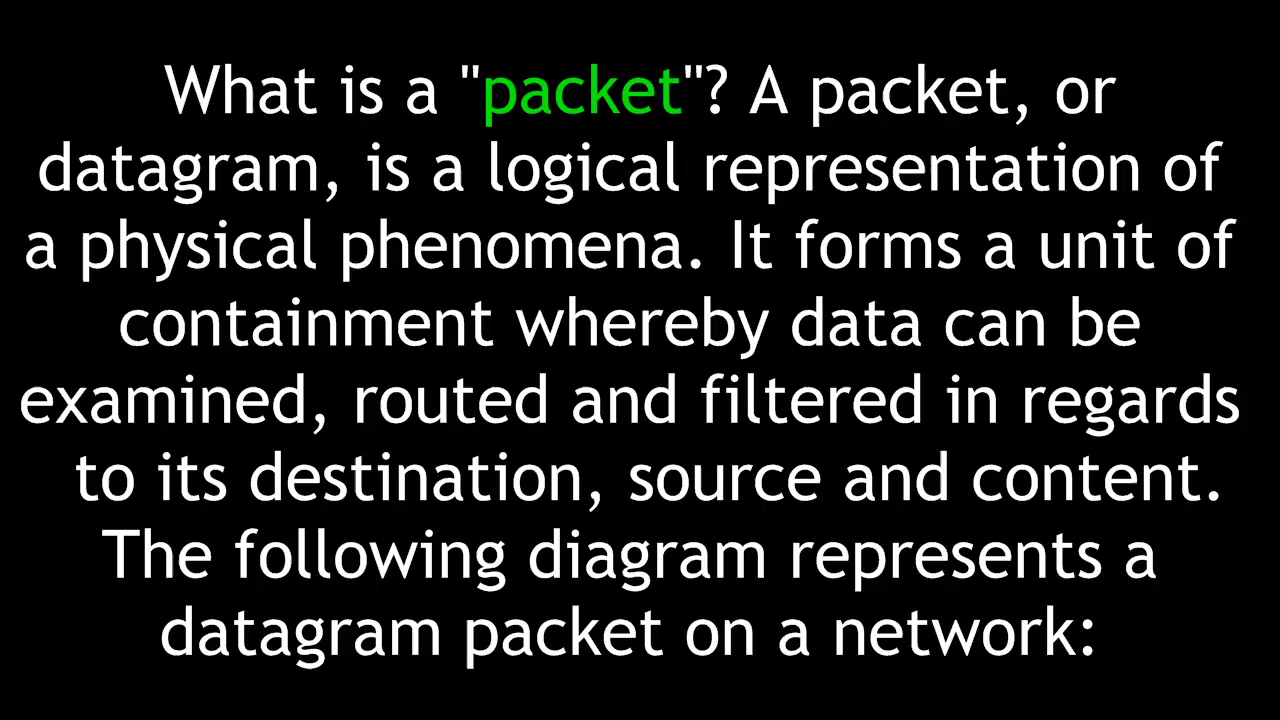 What is a "packet"? A packet, or
datagram, is a logical representation of
a physical phenomena. It forms a unit of
containment whereby data can be
examined, routed and filtered in regards
to its destination, source and content.
The following diagram represents a
datagram packet on a network: